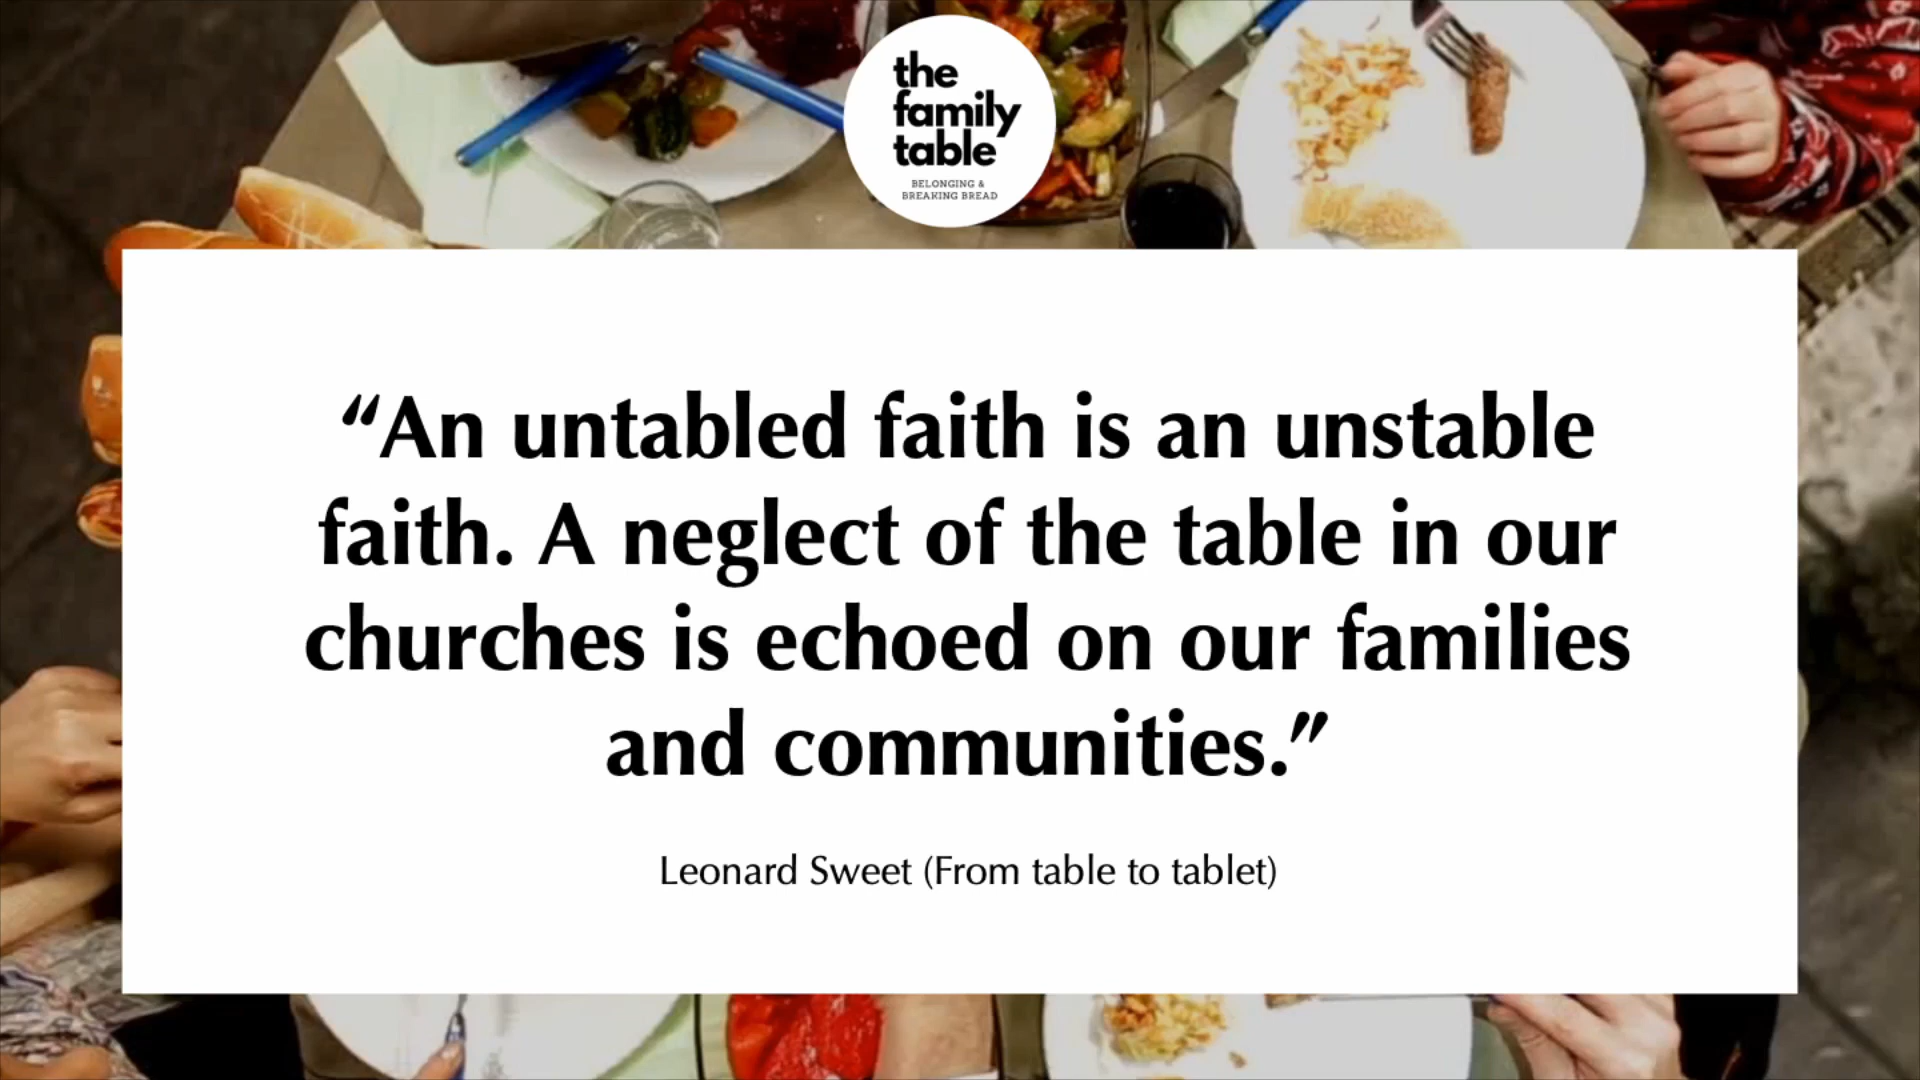 the
family
table
BELONGING &
BREAKING BREAD
“An untabled faith is an unstable
faith. A neglect of the table in our
churches is echoed on our families
and communities.”
Leonard Sweet (From table to tablet)